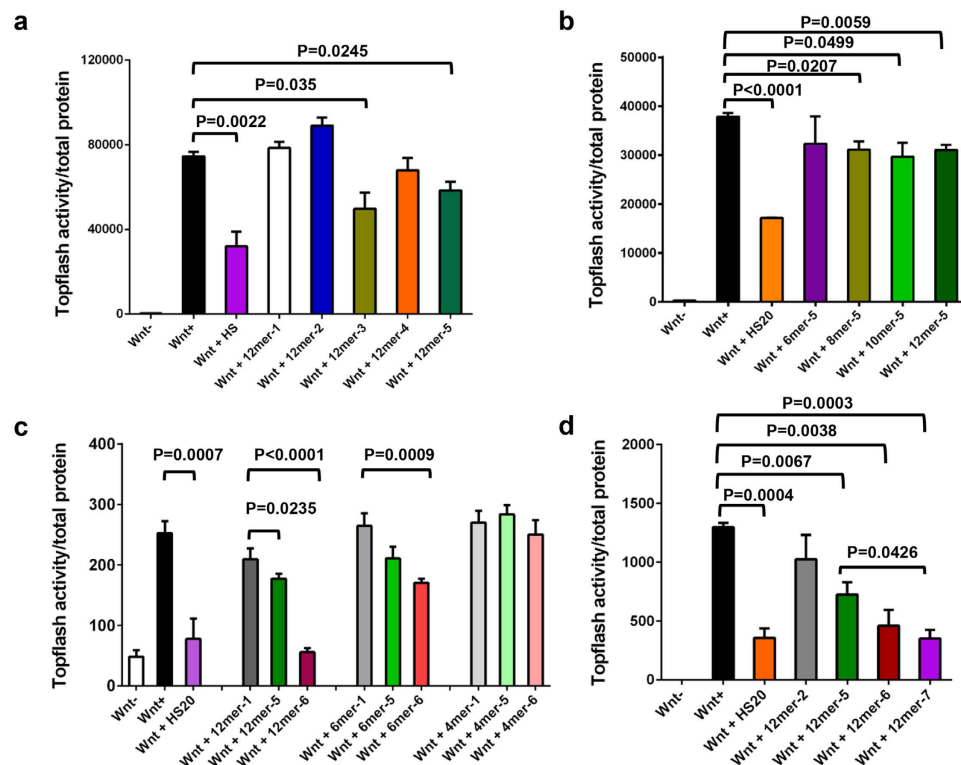 a
P=0.0245
P=0.035
P=0.0022
Topflash activity/total protein
120000
80000
40000
0
Wnt-
Wnt+
Wnt + HS
Wnt + 12mer-1
Wnt + 12mer-2
Wnt + 12mer-3
Wnt + 12mer-4
Wnt + 12mer-5
b
P=0.0059
P=0.0499
P=0.0207
P<0.0001
Topflash activity/total protein
50000
40000
30000
20000
10000
0
Wnt-
Wnt+
Wnt + HS20
Wnt + 6mer-5
Wnt + 8mer-5
Wnt + 10mer-5
Wnt + 12mer-5
c
P=0.0007
P<0.0001
P=0.0009
P=0.0235
Topflash activity/total protein
400
300
200
100
0
Wnt-
Wnt+
Wnt + HS20
Wnt + 12mer-1
Wnt + 12mer-5
Wnt + 12mer-6
Wnt + 6mer-1
Wnt + 6mer-5
Wnt + 6mer-6
Wnt + 4mer-1
Wnt + 4mer-5
Wnt + 4mer-6
d
P=0.0003
P=0.0038
P=0.0067
P=0.0004
P=0.0426
Topflash activity/total protein
2000
1500
1000
500
0
Wnt-
Wnt+
Wnt + HS20
Wnt + 12mer-2
Wnt + 12mer-5
Wnt + 12mer-6
Wnt + 12mer-7